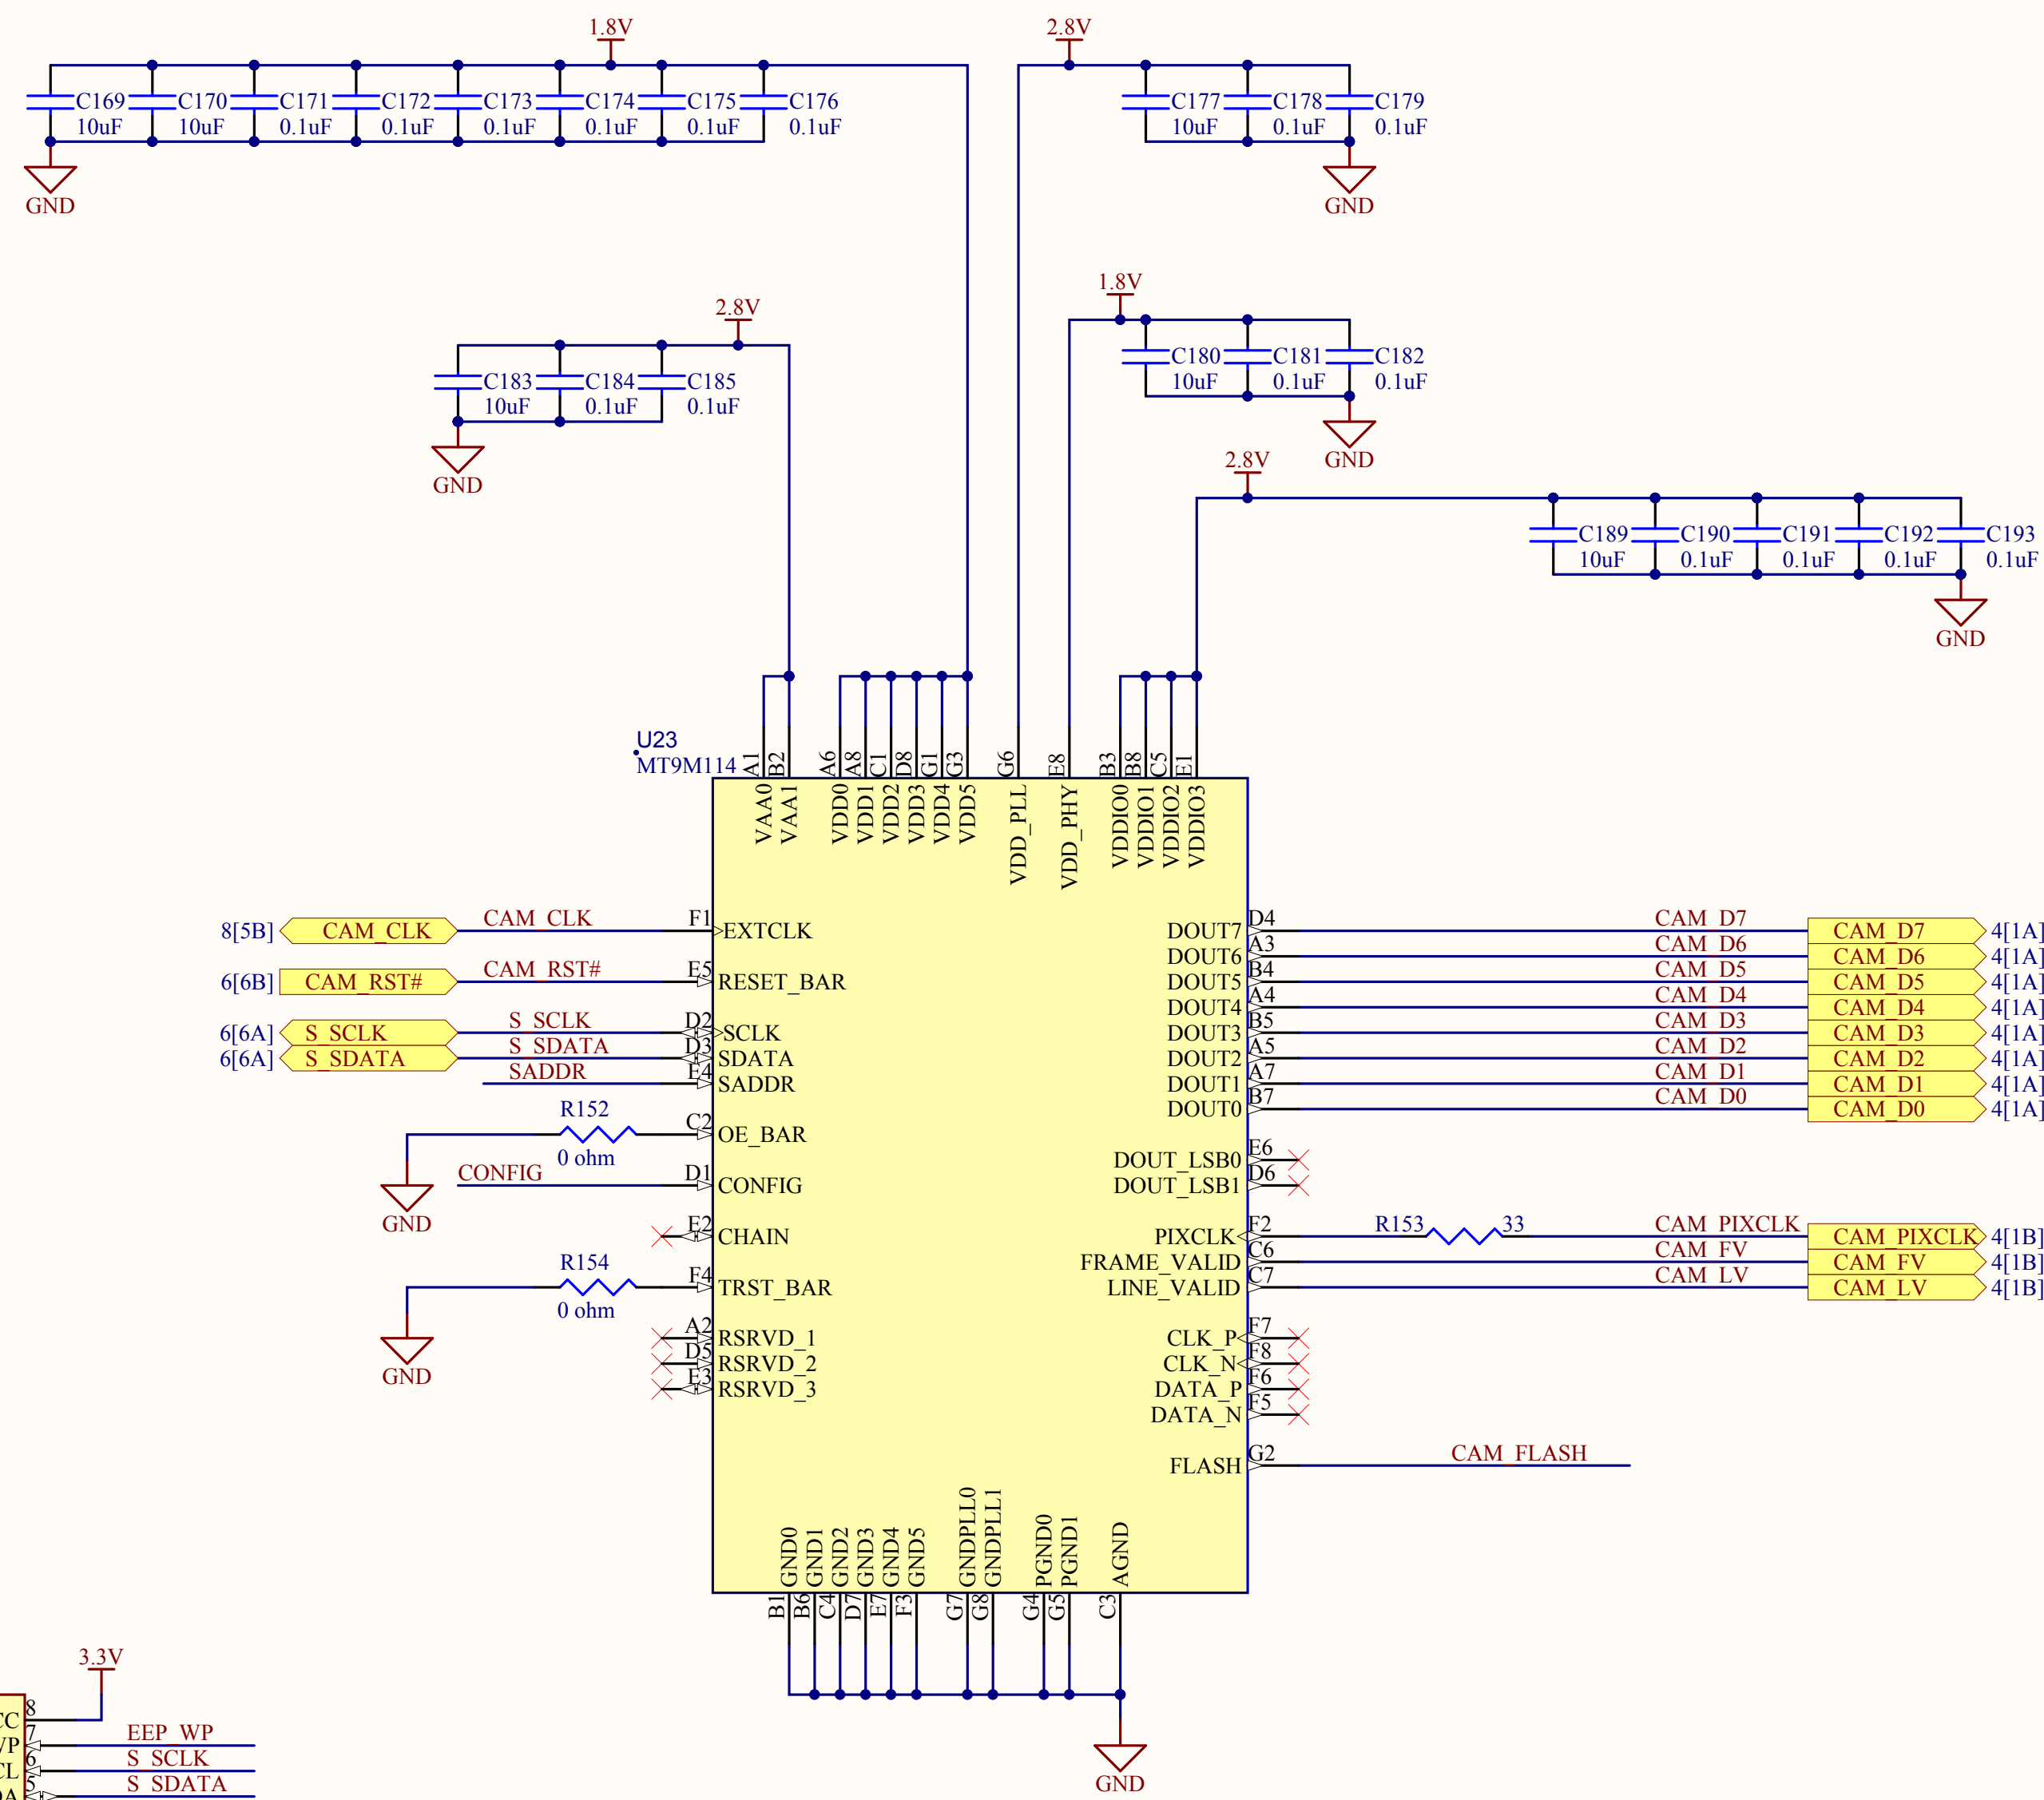 1.8V
2.8V
C169 C170 C171 C172 C173 C174 C175 C176
10uF 10uF 0.1uF 0.1uF 0.1uF 0.1uF 0.1uF 0.1uF
GND
C177 C178 C179
10uF 0.1uF 0.1uF
GND
2.8V
C183 C184 C185
10uF 0.1uF 0.1uF
GND
1.8V
C180 C181 C182
10uF 0.1uF 0.1uF
GND
2.8V
C189 C190 C191 C192 C193
10uF 0.1uF 0.1uF 0.1uF 0.1uF
GND
U23
MT9M114
A1 B2 A6 A8 C1 D8 G1 G3 G6 E8 B3 B8 C5 E1
VAA0 VAA1 VDD0 VDD1 VDD2 VDD3 VDD4 VDD5 VDD_PLL VDD_PHY VDDIO0 VDDIO1 VDDIO2 VDDIO3
8[5B] CAM_CLK CAM_CLK F1 EXTCLK
6[6B] CAM_RST# CAM_RST# E5 RESET_BAR
6[6A] S_SCLK S_SCLK D2 SCLK
6[6A] S_SDATA S_SDATA D3 SDATA
SADDR E4 SADDR
R152 C2 OE_BAR
0 ohm
GND
CONFIG D1 CONFIG
E2 CHAIN
R154 F4 TRST_BAR
0 ohm
GND
A2 RSRVD_1
D5 RSRVD_2
E3 RSRVD_3
DOUT7 D4 CAM_D7 CAM_D7 4[1A]
DOUT6 A3 CAM_D6 CAM_D6 4[1A]
DOUT5 B4 CAM_D5 CAM_D5 4[1A]
DOUT4 A4 CAM_D4 CAM_D4 4[1A]
DOUT3 B5 CAM_D3 CAM_D3 4[1A]
DOUT2 A5 CAM_D2 CAM_D2 4[1A]
DOUT1 A7 CAM_D1 CAM_D1 4[1A]
DOUT0 B7 CAM_D0 CAM_D0 4[1A]
DOUT_LSB0 E6
DOUT_LSB1 D6
PIXCLK F2 R153 33 CAM_PIXCLK CAM_PIXCLK 4[1B]
FRAME_VALID C6 CAM_FV CAM_FV 4[1B]
LINE_VALID C7 CAM_LV CAM_LV 4[1B]
CLK_P F7
CLK_N F8
DATA_P F6
DATA_N F5
FLASH G2 CAM_FLASH
GND0 GND1 GND2 GND3 GND4 GND5 GNDPLL0 GNDPLL1 PGND0 PGND1 AGND
B1 B6 C4 D7 E7 F3 G7 G8 G4 G5 C3
GND
3.3V
8
7 EEP_WP
6 S_SCLK
5 S_SDATA